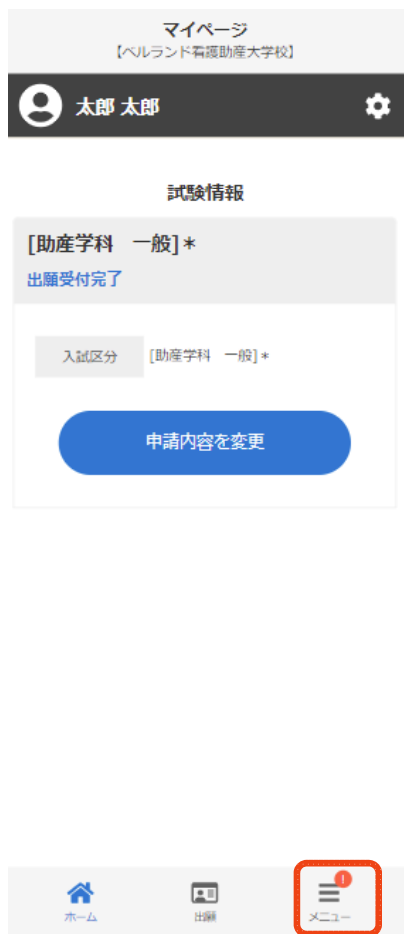 マイページ
【ベルランド看護助産大学校】
太郎 太郎
試験情報
[助産学科　一般]＊
出願受付完了
入試区分
[助産学科　一般]＊
申請内容を変更
!
ホーム
出願
メニュー